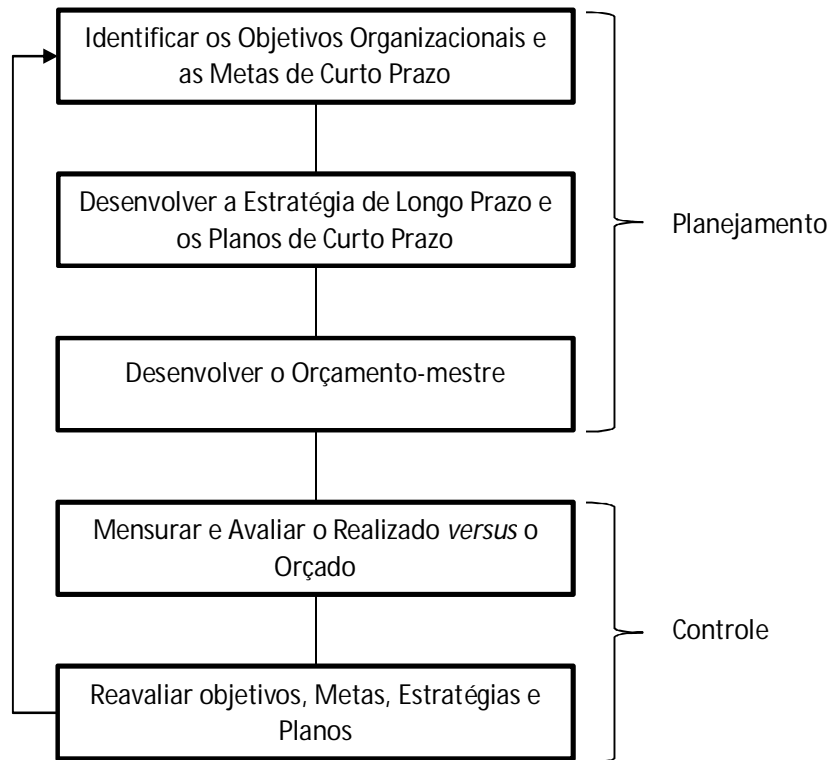 Identificar os Objetivos Organizacionais e
as Metas de Curto Prazo
Desenvolver a Estratégia de Longo Prazo e
os Planos de Curto Prazo
Planejamento
Desenvolver o Orçamento-mestre
Mensurar e Avaliar o Realizado versus o
Orçado
Controle
Reavaliar objetivos, Metas, Estratégias e
Planos